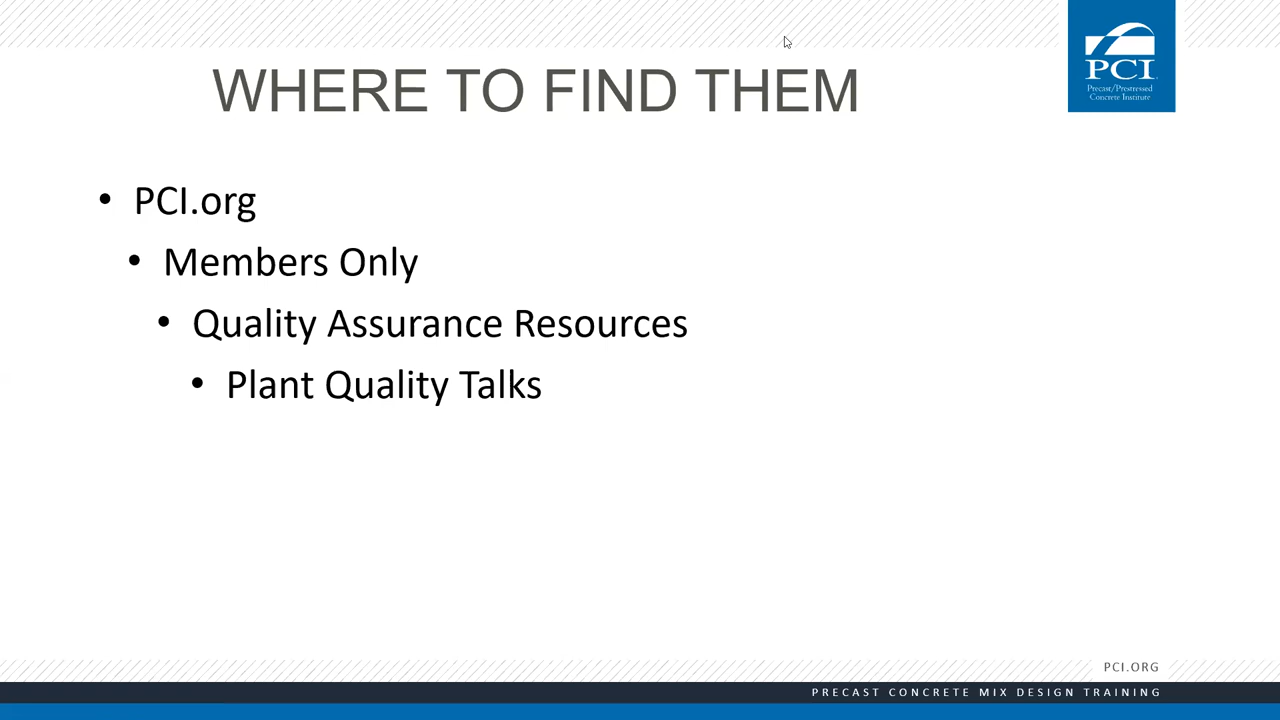 PCI
Precast/Prestressed
Concrete Institute
WHERE TO FIND THEM
• PCI.org
• Members Only
• Quality Assurance Resources
• Plant Quality Talks
PCI.ORG
PRECAST CONCRETE MIX DESIGN TRAINING